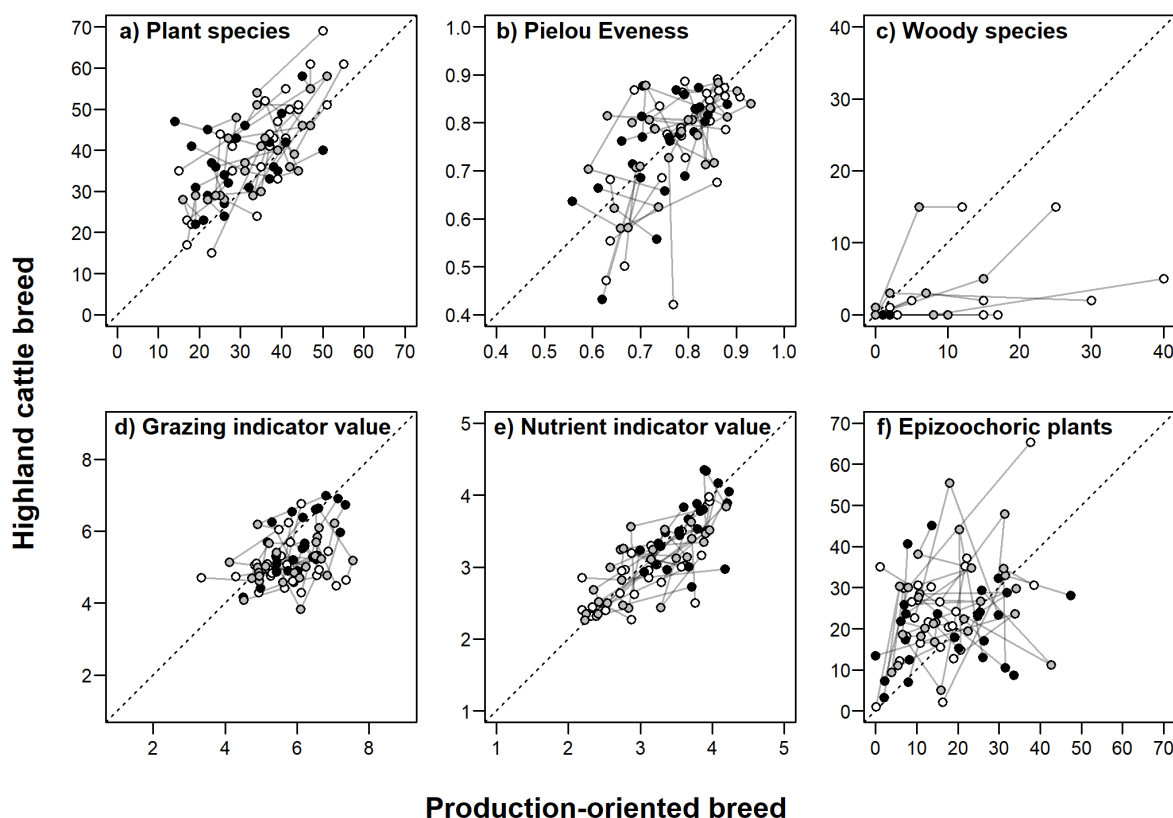 a) Plant species
70
60
50
40
30
20
10
0
0 10 20 30 40 50 60 70
b) Pielou Eveness
1.0
0.9
0.8
0.7
0.6
0.5
0.4
0.4 0.5 0.6 0.7 0.8 0.9 1.0
c) Woody species
40
30
20
10
0
0 10 20 30 40
Highland cattle breed
d) Grazing indicator value
8
6
4
2
2 4 6 8
e) Nutrient indicator value
5
4
3
2
1
1 2 3 4 5
f) Epizoochoric plants
70
60
50
40
30
20
10
0
0 10 20 30 40 50 60 70
Production-oriented breed